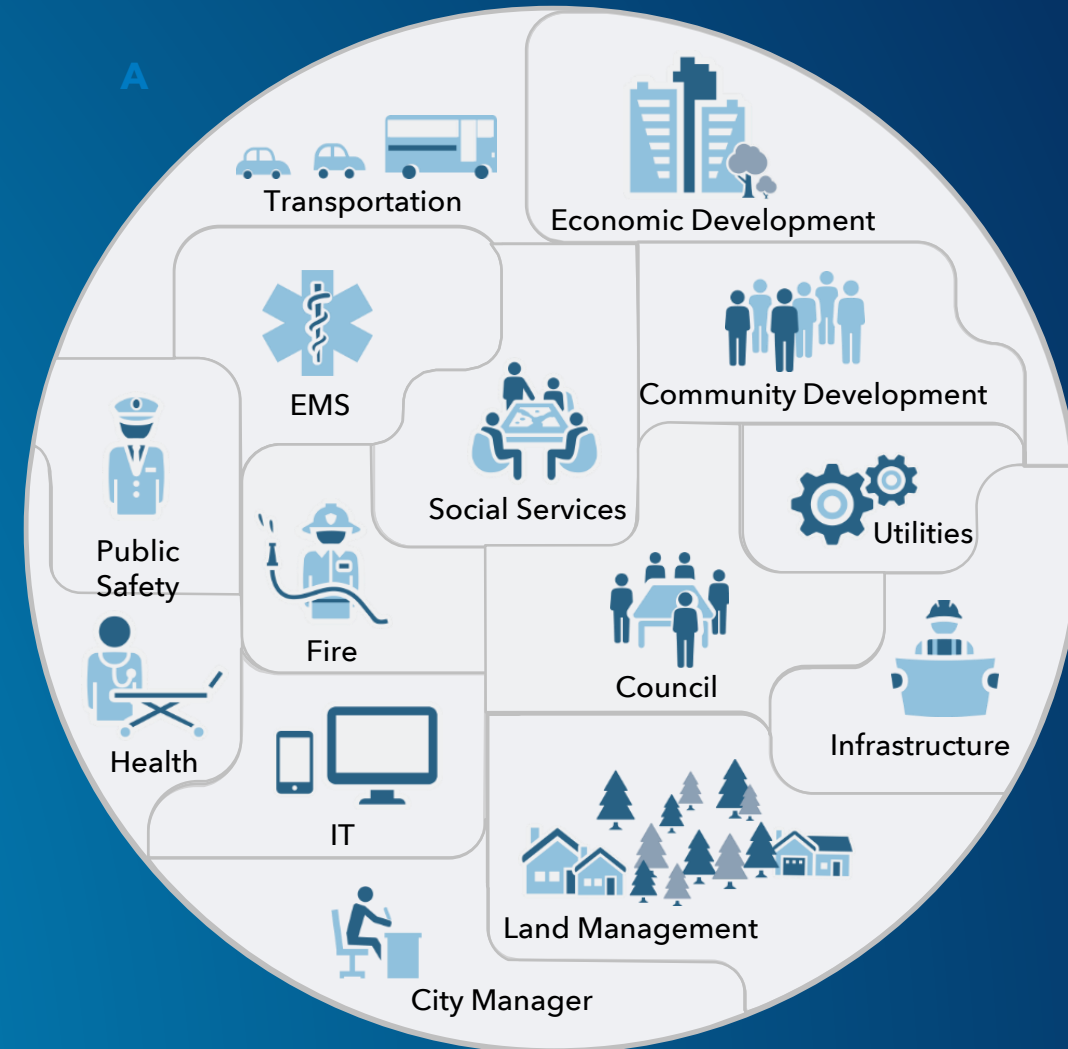 A
Transportation
Economic Development
EMS
Community Development
Social Services
Utilities
Public
Safety
Fire
Council
Health
Infrastructure
IT
Land Management
City Manager